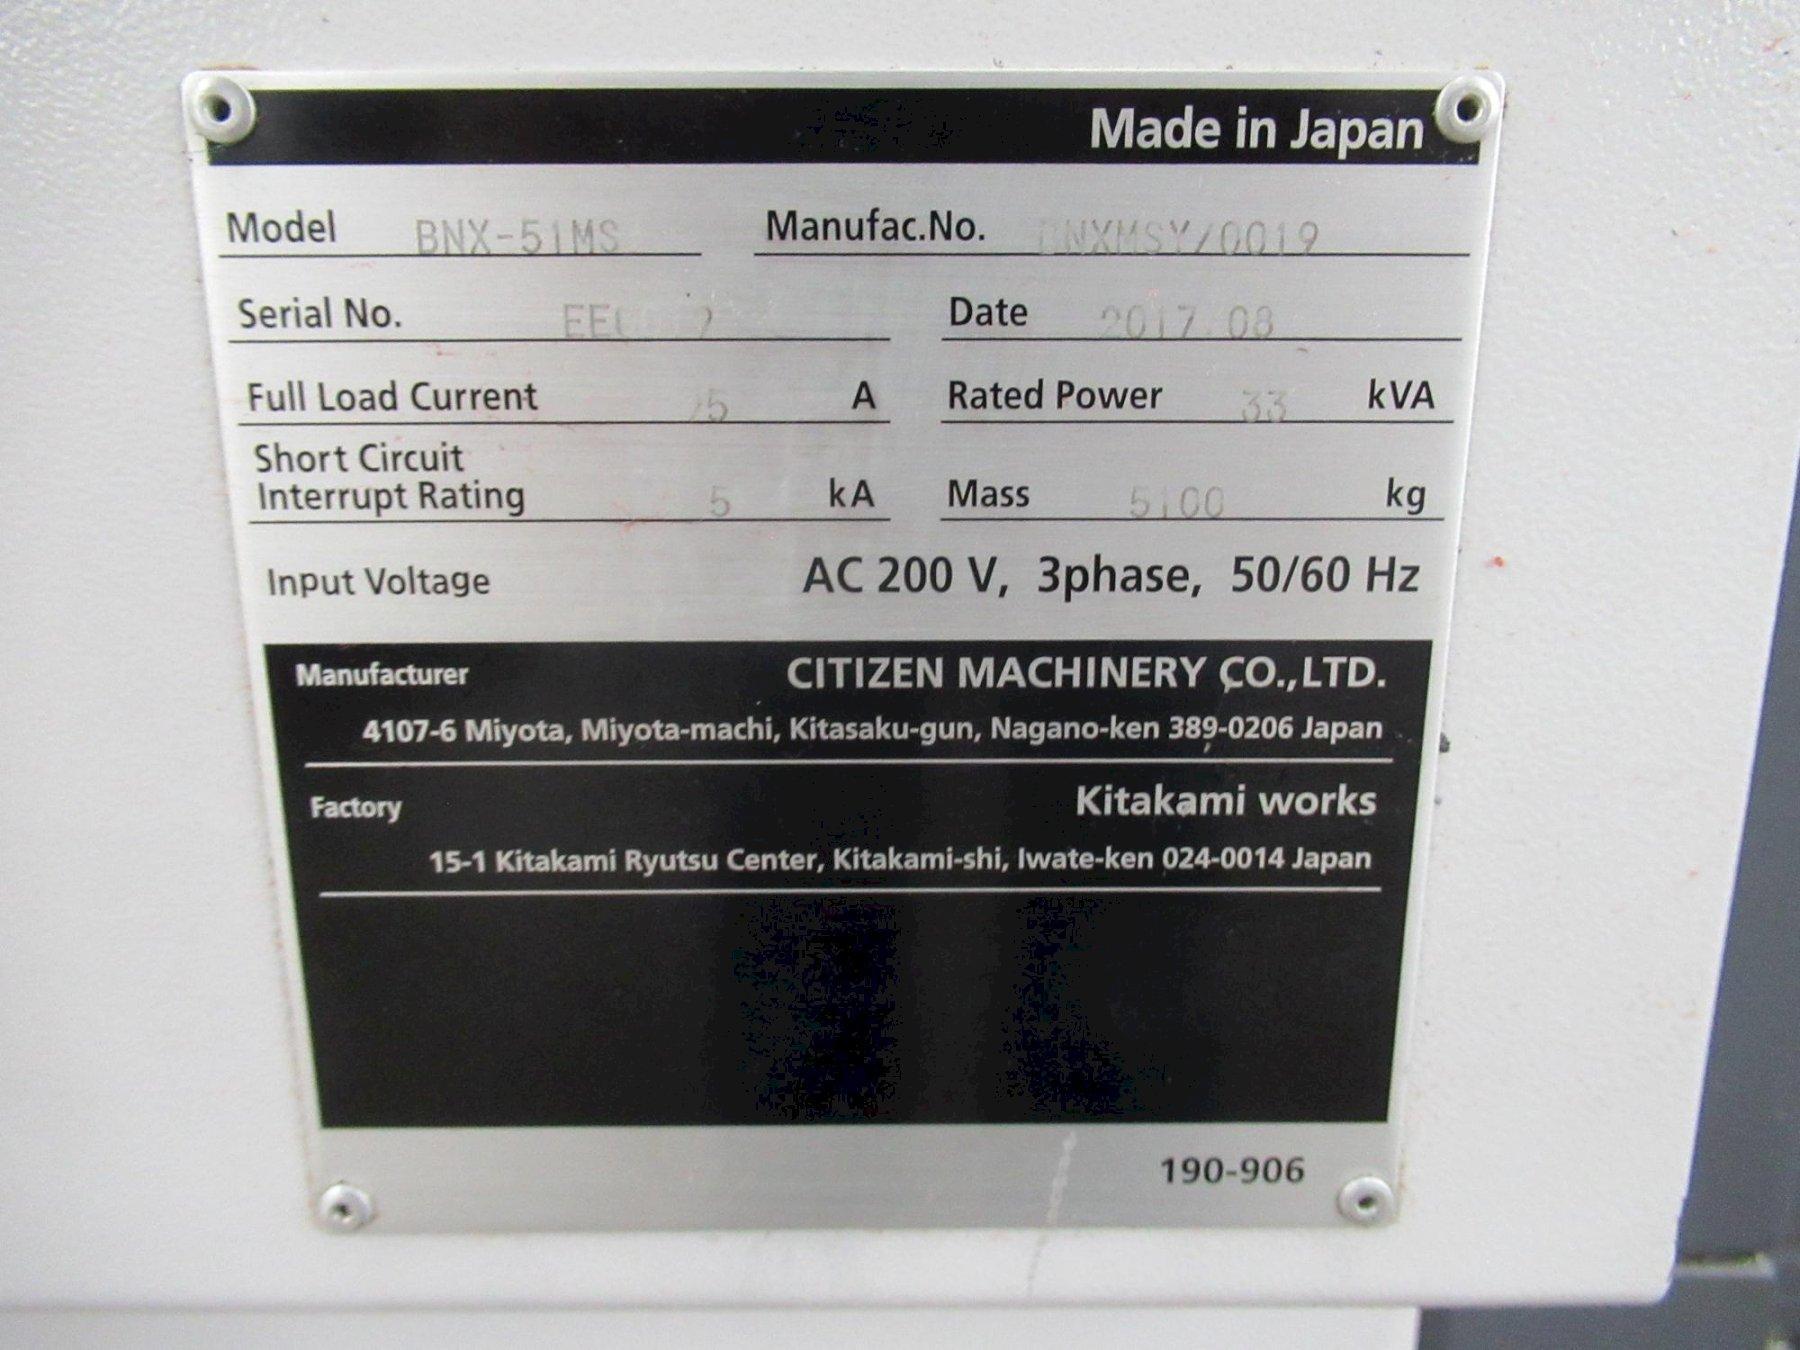 Made in Japan
Model BNX-51MS Manufac.No.
Serial No. Date 2017.08
Full Load Current A Rated Power 33 kVA
Short Circuit
Interrupt Rating 5 kA Mass 5100 kg
Input Voltage AC 200 V, 3phase, 50/60 Hz
Manufacturer CITIZEN MACHINERY CO.,LTD.
4107-6 Miyota, Miyota-machi, Kitasaku-gun, Nagano-ken 389-0206 Japan
Factory Kitakami works
15-1 Kitakami Ryutsu Center, Kitakami-shi, Iwate-ken 024-0014 Japan
190-906